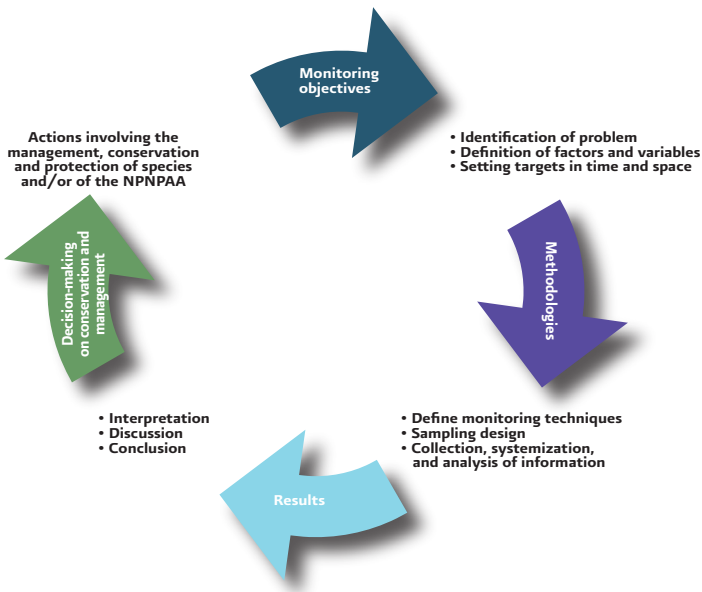 Monitoring
objectives
• Identification of problem
• Definition of factors and variables
• Setting targets in time and space
Methodologies
• Define monitoring techniques
• Sampling design
• Collection, systemization,
and analysis of information
Results
• Interpretation
• Discussion
• Conclusion
Decision-making
on conservation and
management
Actions involving the
management, conservation
and protection of species
and/or of the NPNPAA